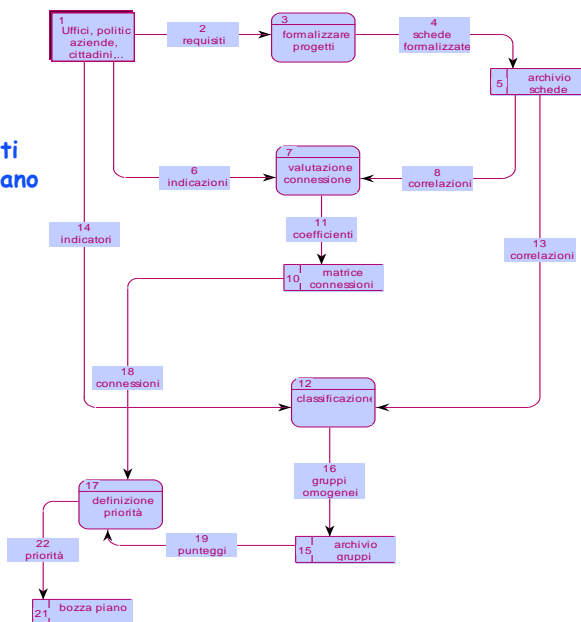 1
Uffici, politic
aziende,
cittadini,..
2
requisiti
3
formalizzare
progetti
4
schede
formalizzate
5
archivio
schede
ti
ano
6
indicazioni
7
valutazione
connessione
8
correlazioni
14
indicatori
11
coefficienti
13
correlazioni
10
matrice
connessioni
18
connessioni
12
classificazione
16
gruppi
omogenei
17
definizione
priorità
19
punteggi
15
archivio
gruppi
22
priorità
21
bozza piano